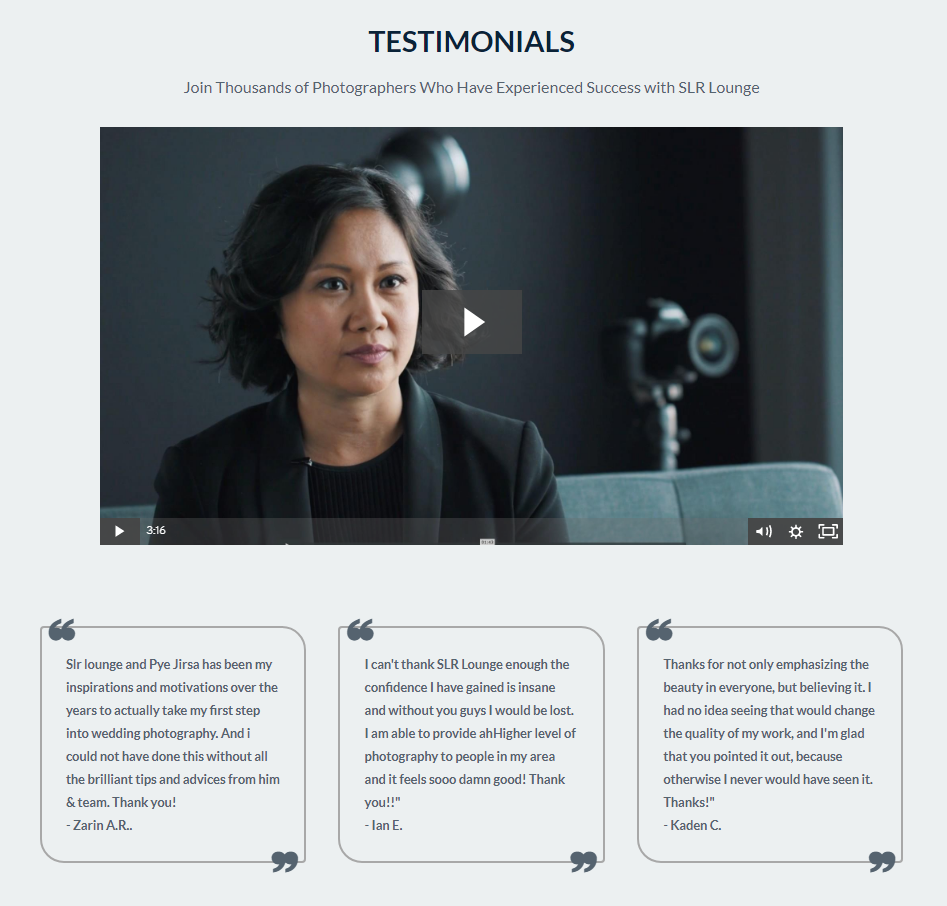 TESTIMONIALS
Join Thousands of Photographers Who Have Experienced Success with SLR Lounge
3:16
Slr lounge and Pye Jirsa has been my
inspirations and motivations over the
years to actually take my first step
into wedding photography. And i
could not have done this without all
the brilliant tips and advices from him
& team. Thank you!
- Zarin A.R..
I can't thank SLR Lounge enough the
confidence I have gained is insane
and without you guys I would be lost.
I am able to provide ahHigher level of
photography to people in my area
and it feels sooo damn good! Thank
you!!"
- Ian E.
Thanks for not only emphasizing the
beauty in everyone, but believing it. I
had no idea seeing that would change
the quality of my work, and I'm glad
that you pointed it out, because
otherwise I never would have seen it.
Thanks!"
- Kaden C.